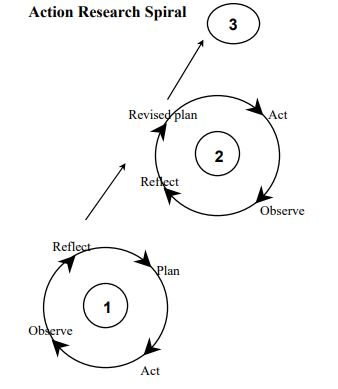 Action Research Spiral
3
Revised plan
Act
2
Reflect
Observe
Reflect
Plan
1
Observe
Act